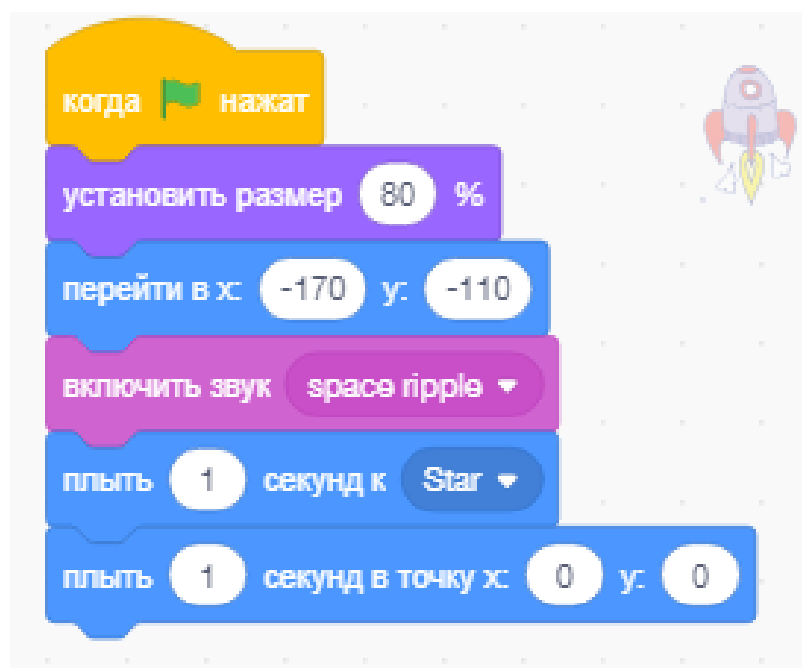 когда нажат
установить размер 80 %
перейти в x: -170 y: -110
включить звук space ripple
плыть 1 секунд к Star
плыть 1 секунд в точку x: 0 y: 0